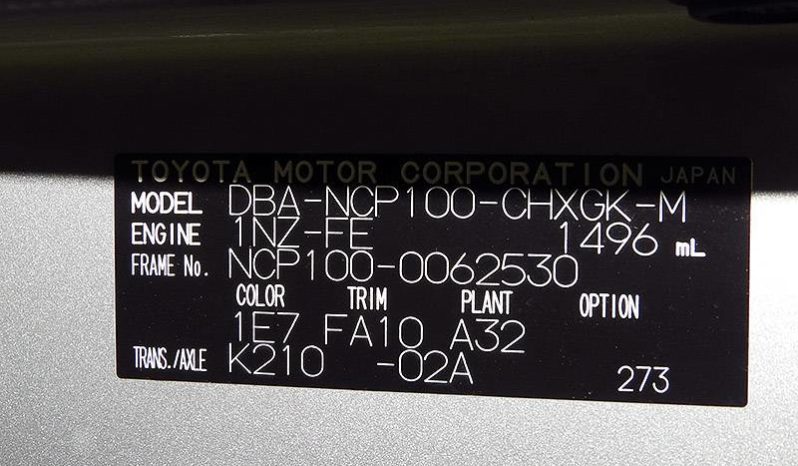 TOYOTA MOTOR CORPORATION JAPAN
MODEL DBA-NCP100-CHXGK-M
ENGINE 1NZ-FE 1496 mL
FRAME No. NCP100-0062530
COLOR TRIM PLANT OPTION
1E7 FA10 A32
TRANS./AXLE K210 -02A 273